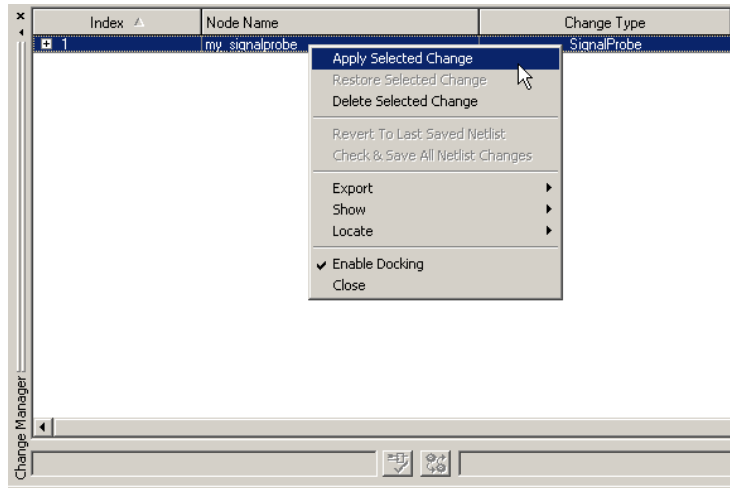 Index Node Name Change Type
1 my_signalprobe SignalProbe
Apply Selected Change
Restore Selected Change
Delete Selected Change
Revert To Last Saved Netlist
Check & Save All Netlist Changes
Export
Show
Locate
Enable Docking
Close
Change Manager